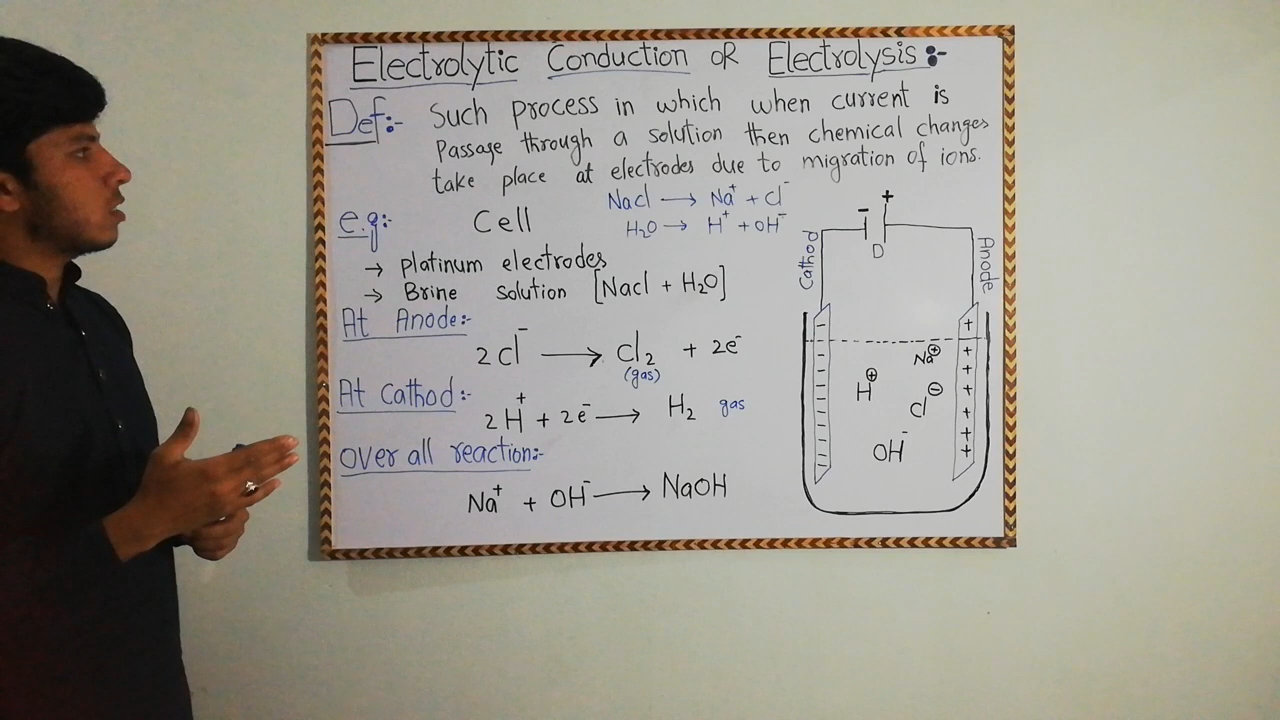 Electrolytic Conduction OR Electrolysis:-
Def:- Such process in which when current is
Passage through a solution then chemical changes
take place at electrodes due to migration of ions.
Nacl → Na⁺ + Cl⁻
H₂O → H⁺ + OH⁻
e.g:- Cell
→ platinum electrodes
→ Brine solution [Nacl + H₂O]
At Anode:-
2Cl⁻ → Cl₂ + 2e⁻
(gas)
At Cathod:-
2H⁺ + 2e⁻ → H₂ gas
over all reaction:-
Na⁺ + OH⁻ → NaOH
- +
D
Cathod
Anode
Na⊕
H⊕
Cl⊖
OH⁻